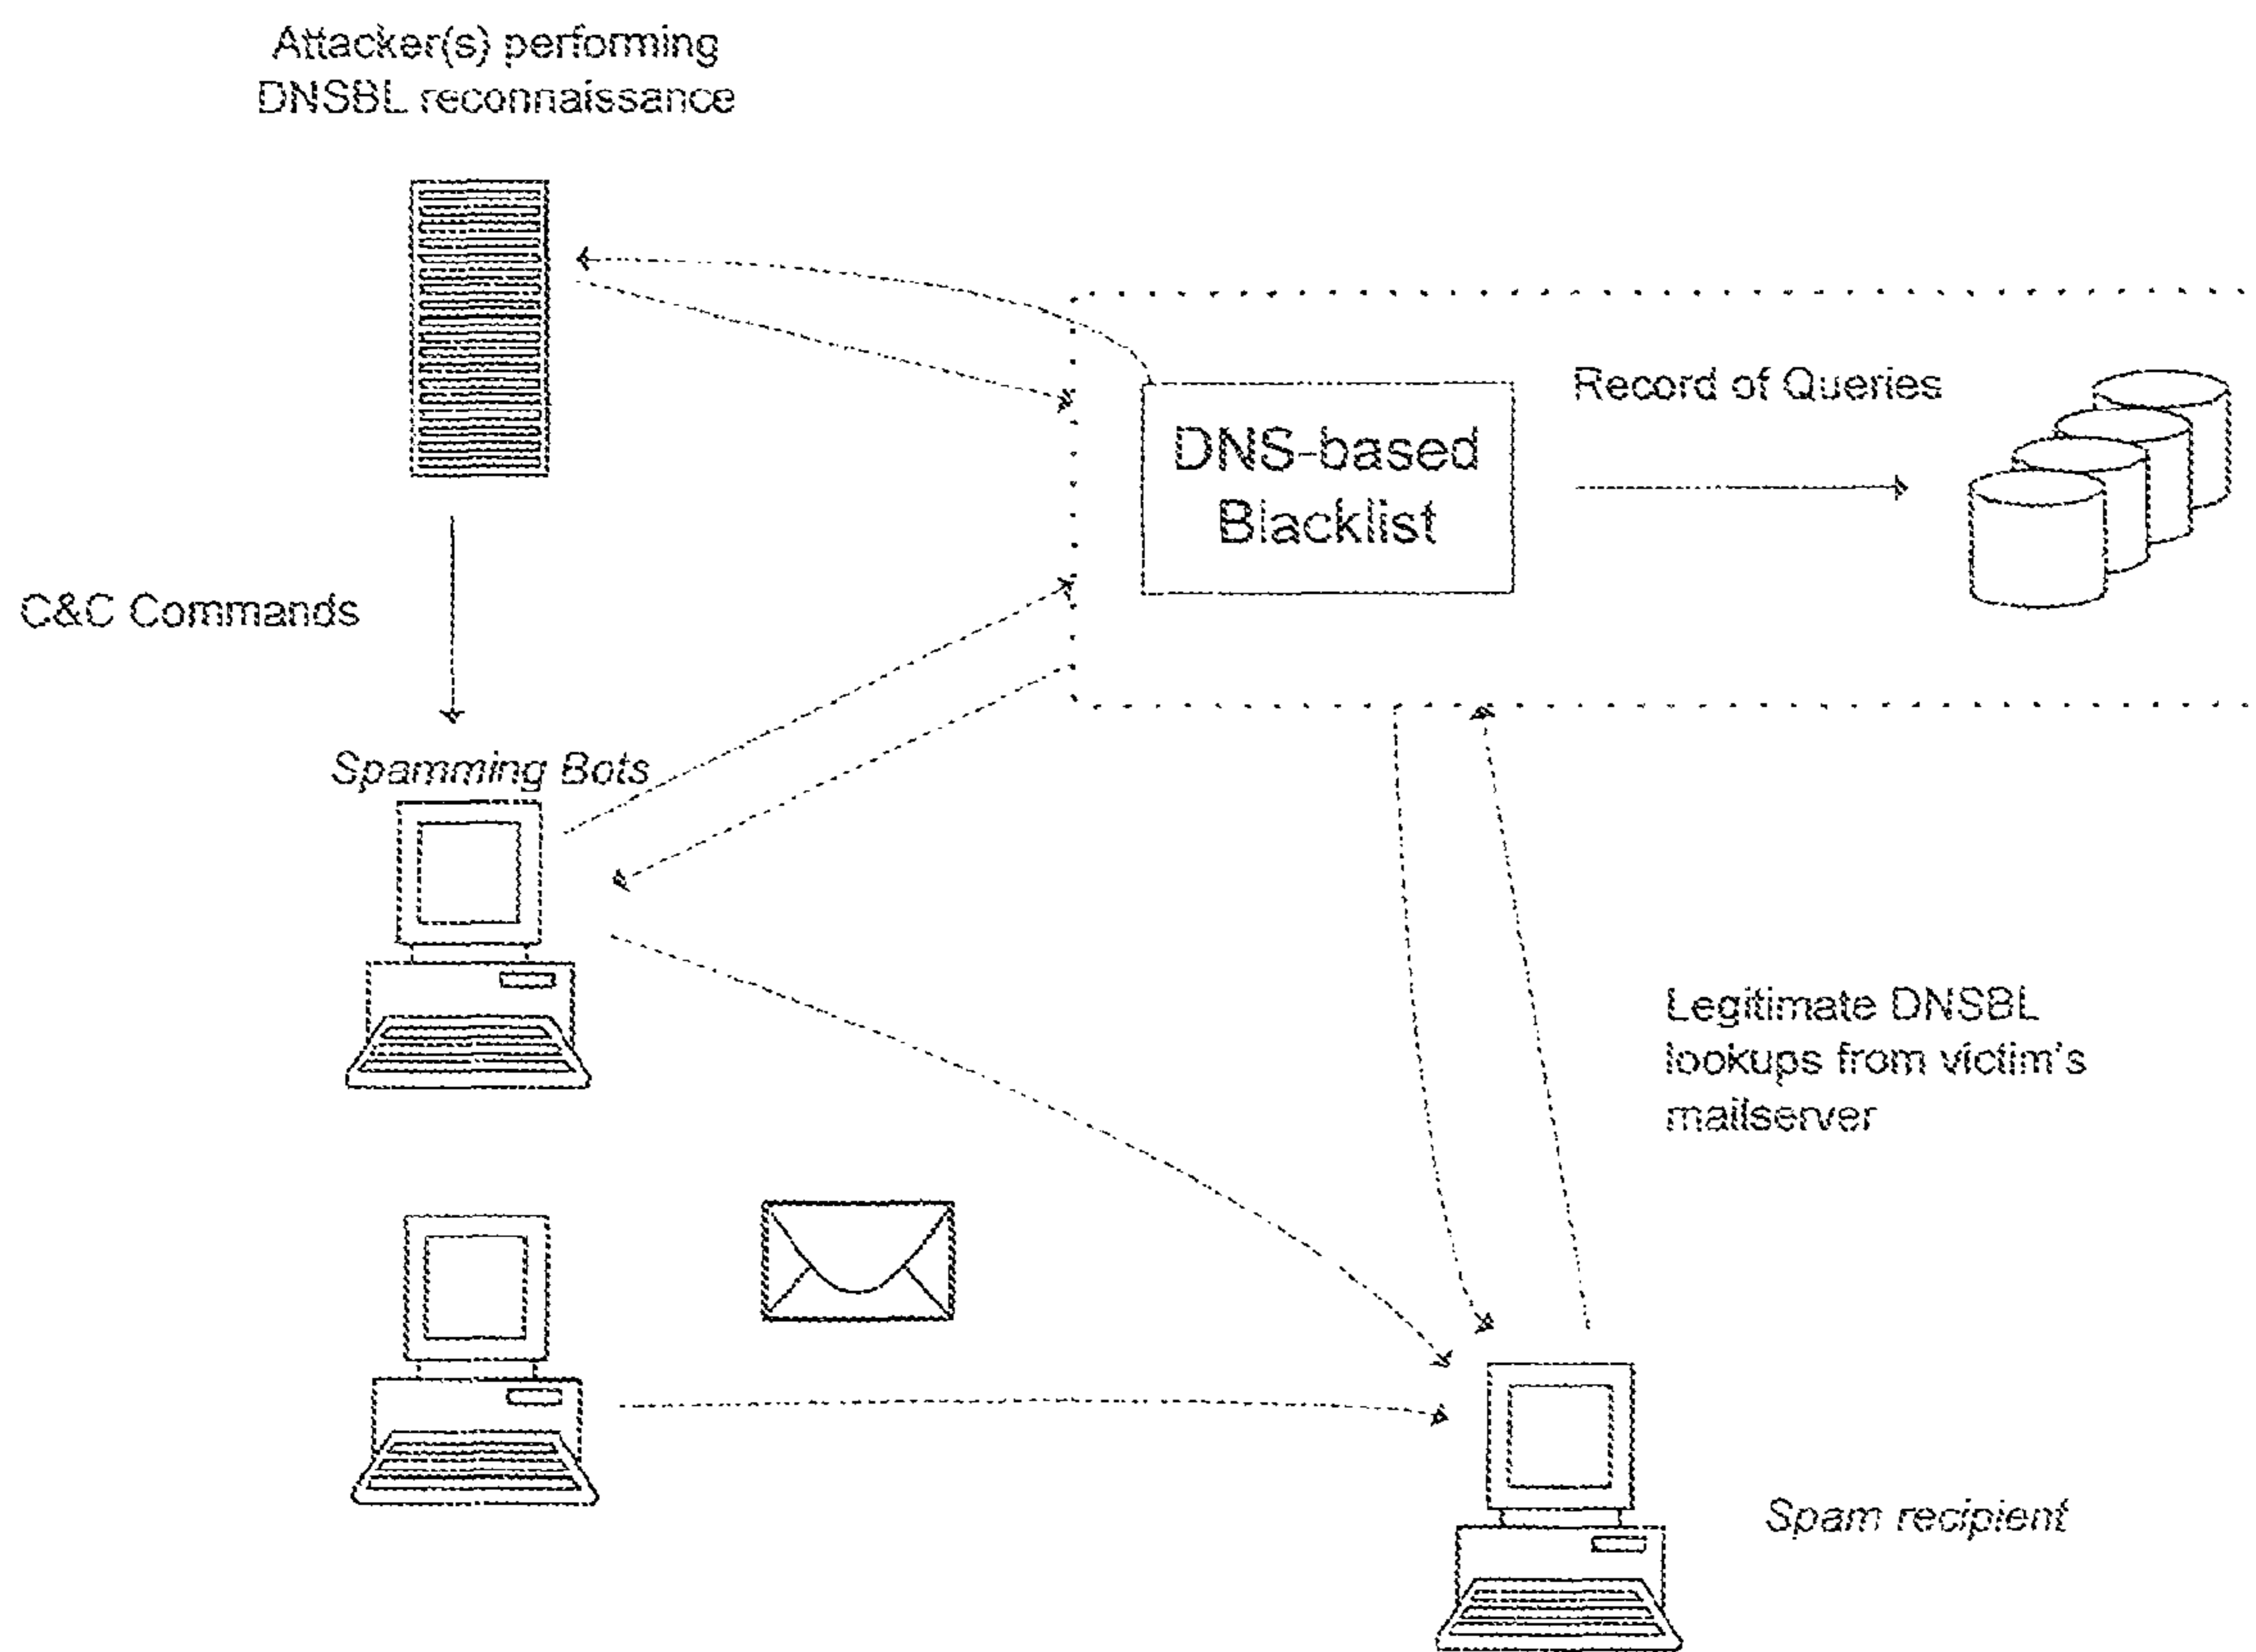 Attacker(s) performing
DNSBL reconnaissance
Record of Queries
DNS-based
Blacklist
C&C Commands
Spamming Bots
Legitimate DNSBL
lookups from victim's
mailserver
Spam recipient